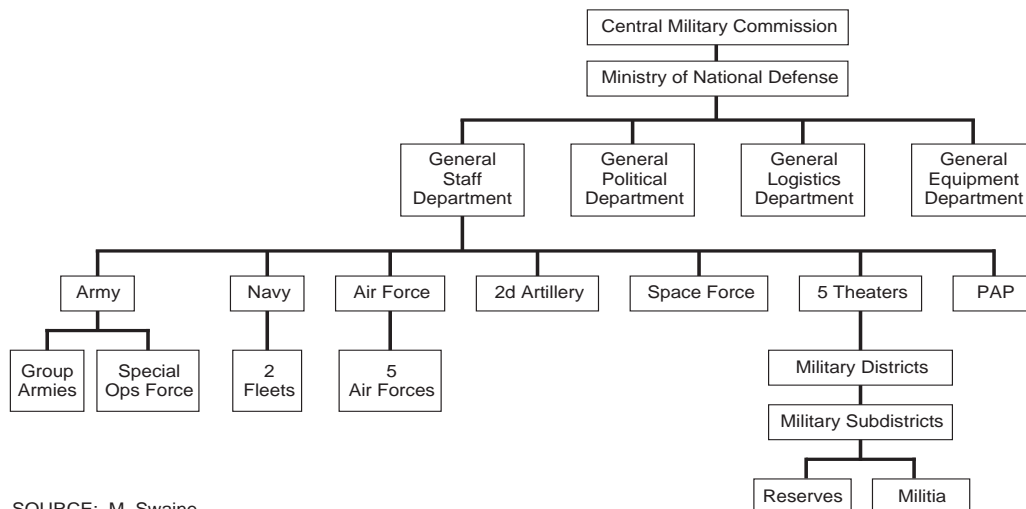 Central Military Commission
Ministry of National Defense
General
Staff
Department
General
Political
Department
General
Logistics
Department
General
Equipment
Department
Army
Navy
Air Force
2d Artillery
Space Force
5 Theaters
PAP
Group
Armies
Special
Ops Force
2
Fleets
5
Air Forces
Military Districts
Military Subdistricts
Reserves
Militia
SOURCE: M. Swaine